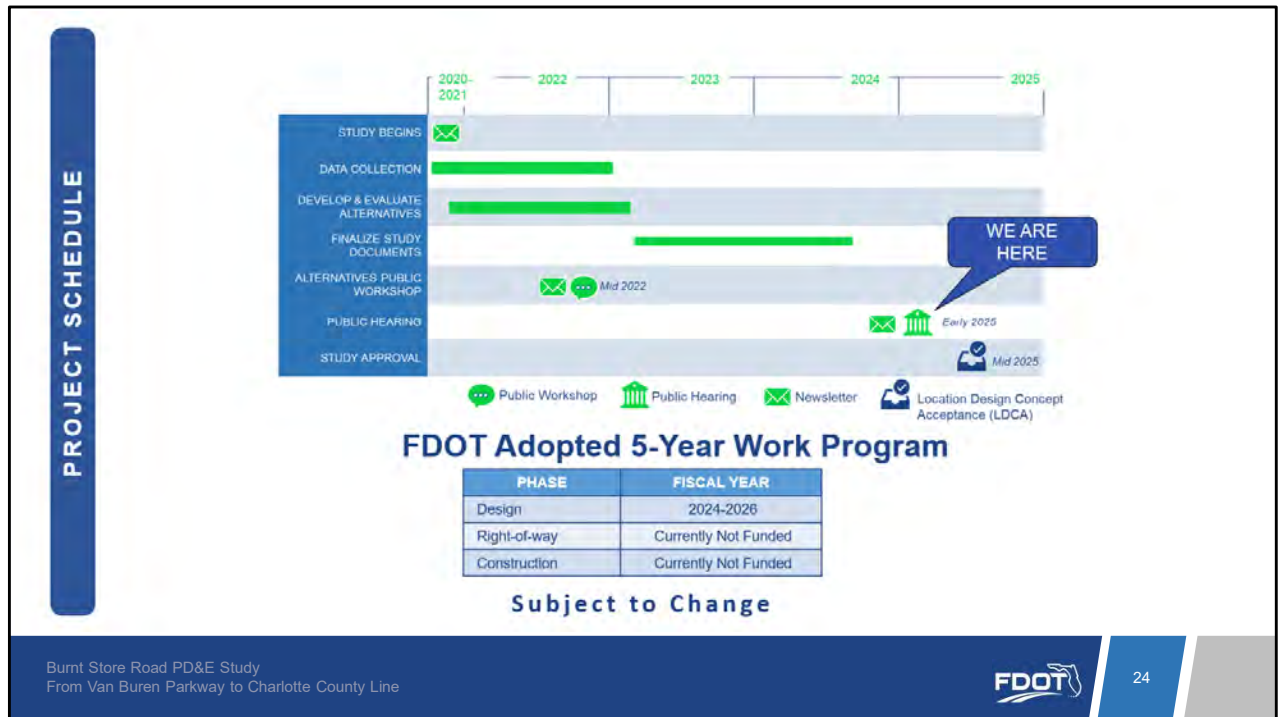 PROJECT SCHEDULE
2020-
2021
2022
2023
2024
2025
STUDY BEGINS
DATA COLLECTION
DEVELOP & EVALUATE
ALTERNATIVES
FINALIZE STUDY
DOCUMENTS
WE ARE
HERE
ALTERNATIVES PUBLIC
WORKSHOP
Mid 2022
PUBLIC HEARING
Early 2025
STUDY APPROVAL
Mid 2025
Public Workshop
Public Hearing
Newsletter
Location Design Concept
Acceptance (LDCA)
FDOT Adopted 5-Year Work Program
PHASE FISCAL YEAR
Design 2024-2026
Right-of-way Currently Not Funded
Construction Currently Not Funded
Subject to Change
Burnt Store Road PD&E Study
From Van Buren Parkway to Charlotte County Line
FDOT
24